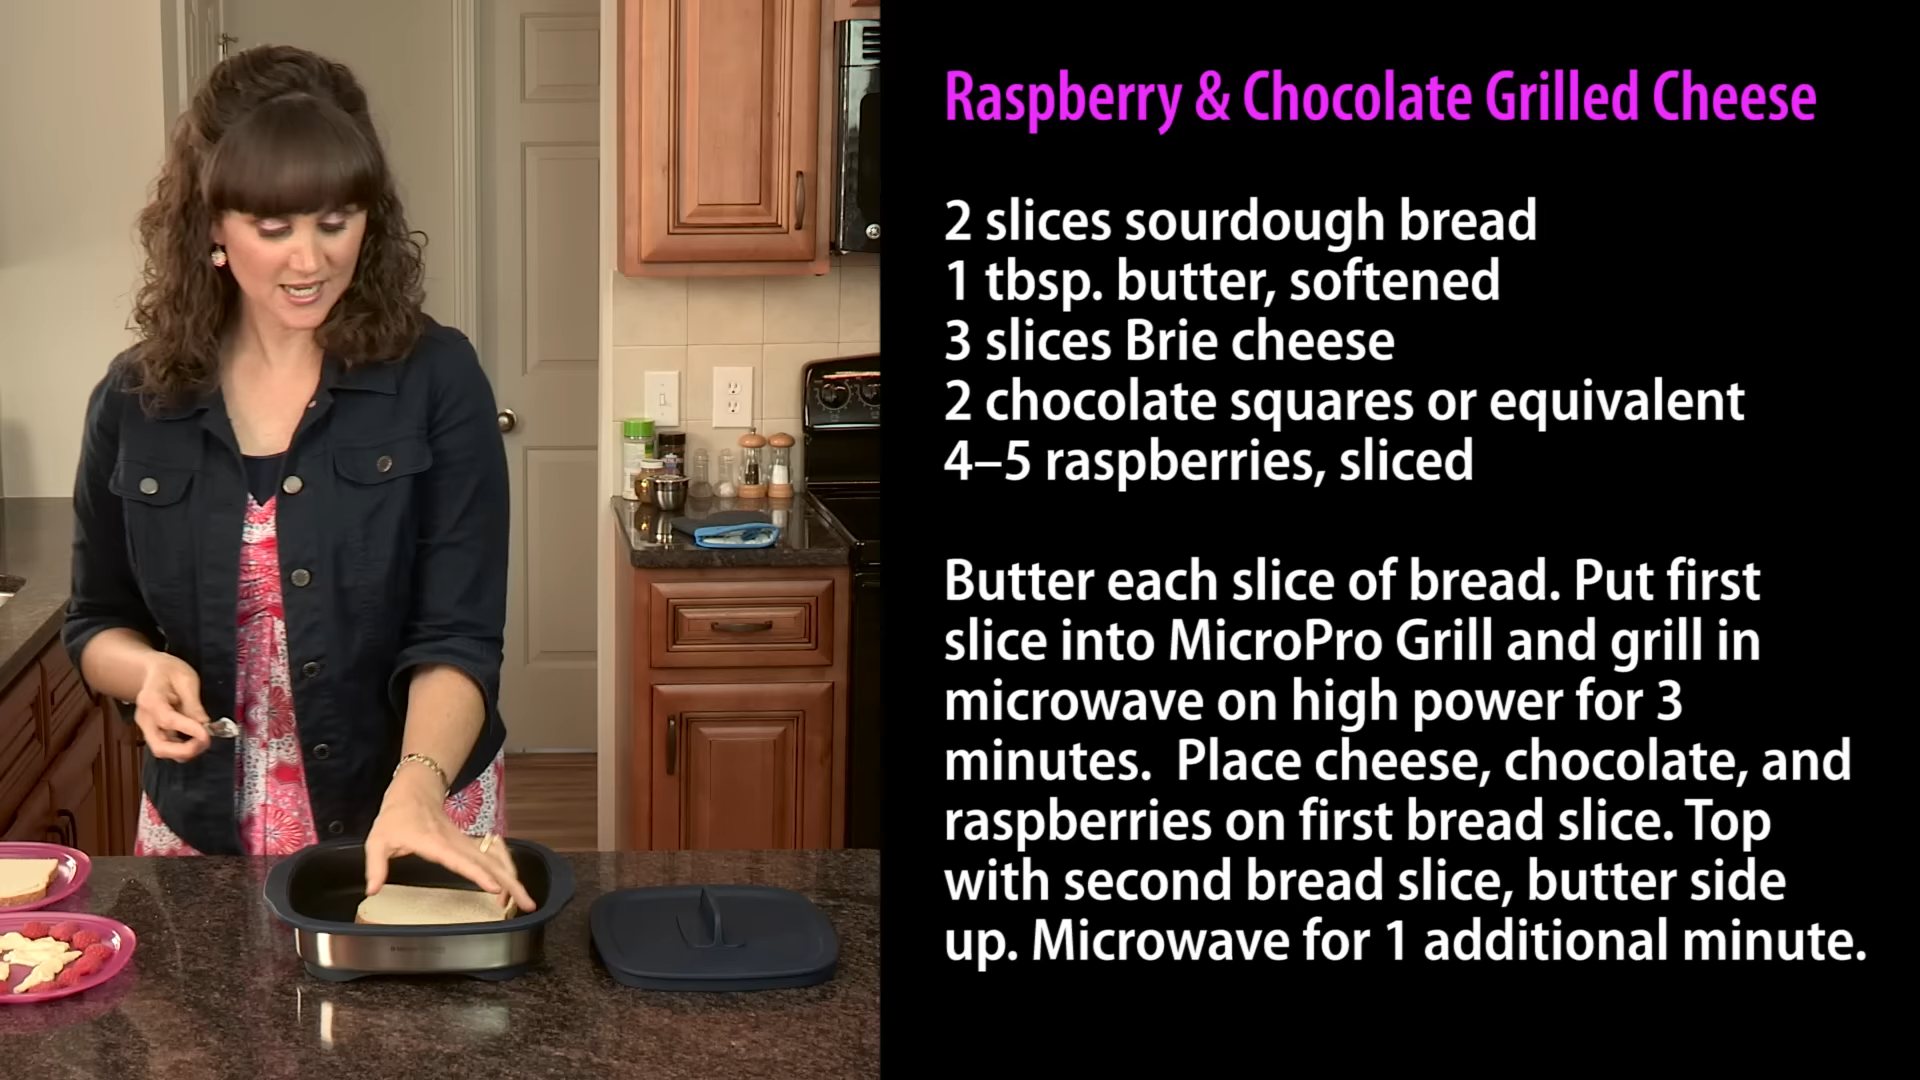 Raspberry & Chocolate Grilled Cheese
2 slices sourdough bread
1 tbsp. butter, softened
3 slices Brie cheese
2 chocolate squares or equivalent
4–5 raspberries, sliced
Butter each slice of bread. Put first
slice into MicroPro Grill and grill in
microwave on high power for 3
minutes.  Place cheese, chocolate, and
raspberries on first bread slice. Top
with second bread slice, butter side
up. Microwave for 1 additional minute.